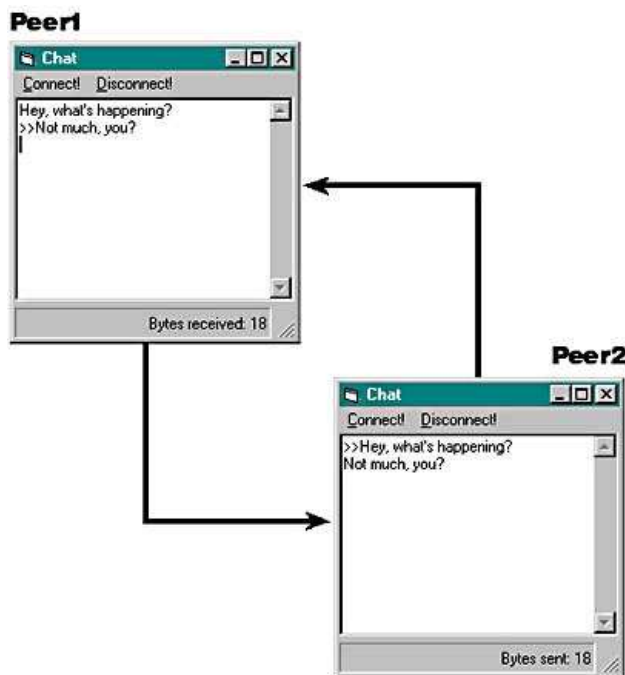 Peer1
Chat
Connect! Disconnect!
Hey, what's happening?
>>Not much, you?
Bytes received: 18
Peer2
Chat
Connect! Disconnect!
>>Hey, what's happening?
Not much, you?
Bytes sent: 18